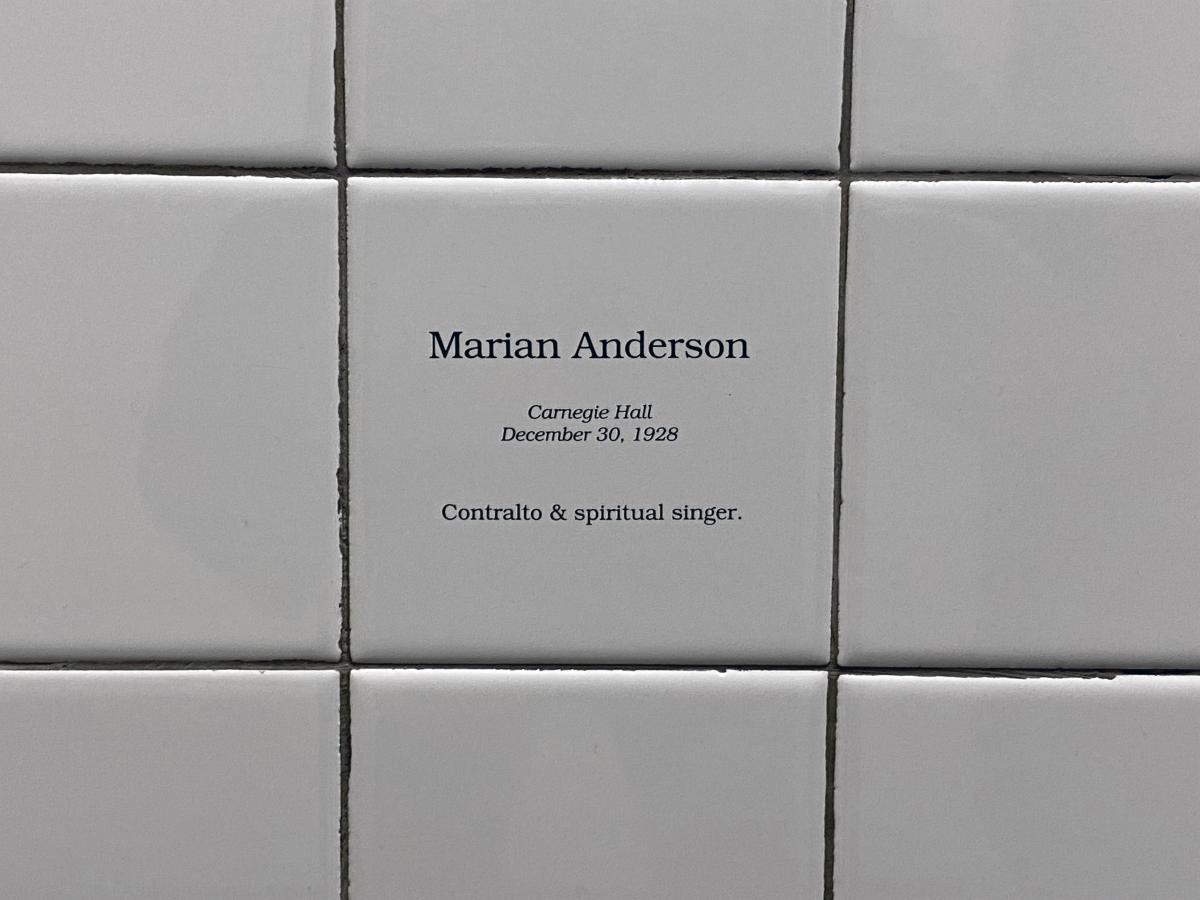 Marian Anderson
Carnegie Hall
December 30, 1928
Contralto & spiritual singer.